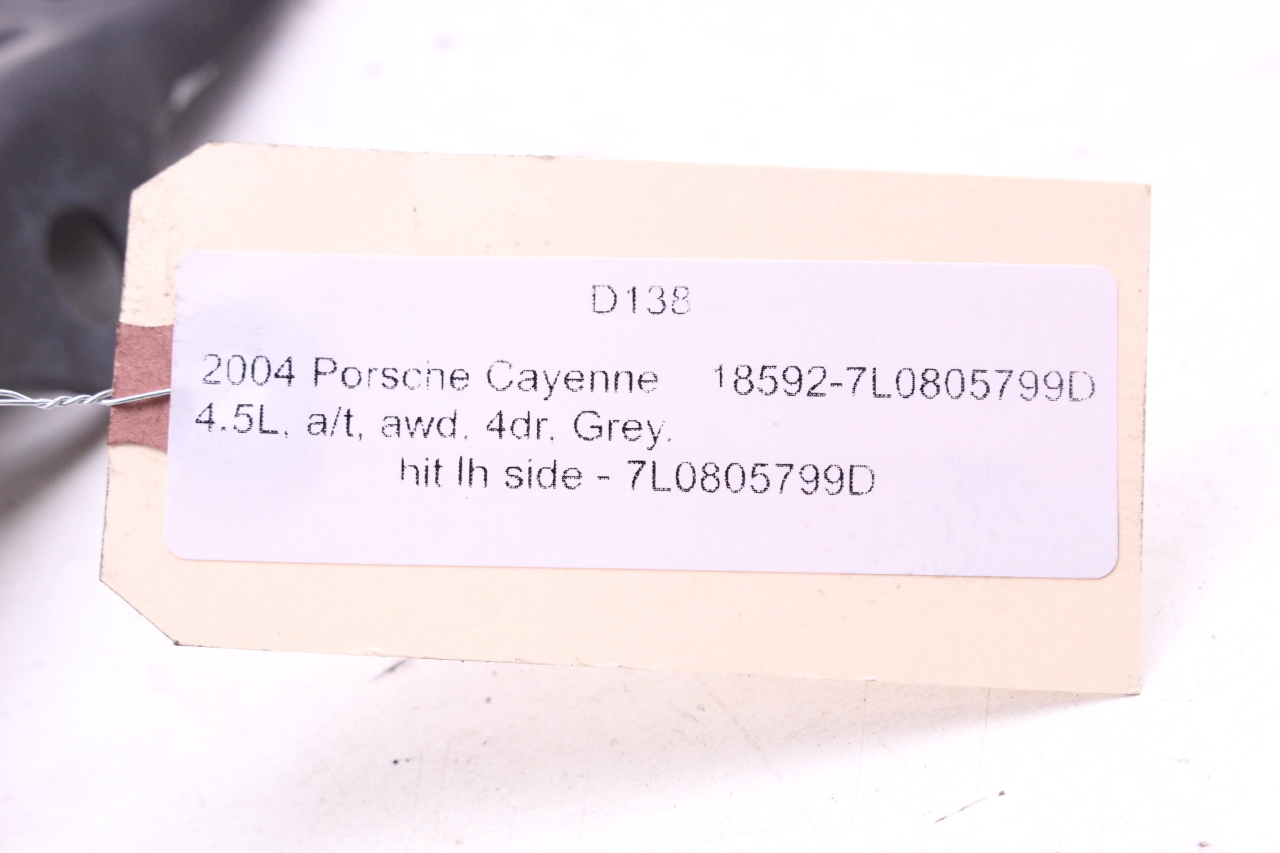 D138
2004 Porsche Cayenne 18592-7L0805799D
4.5L, a/t, awd, 4dr. Grey.
hit lh side - 7L0805799D